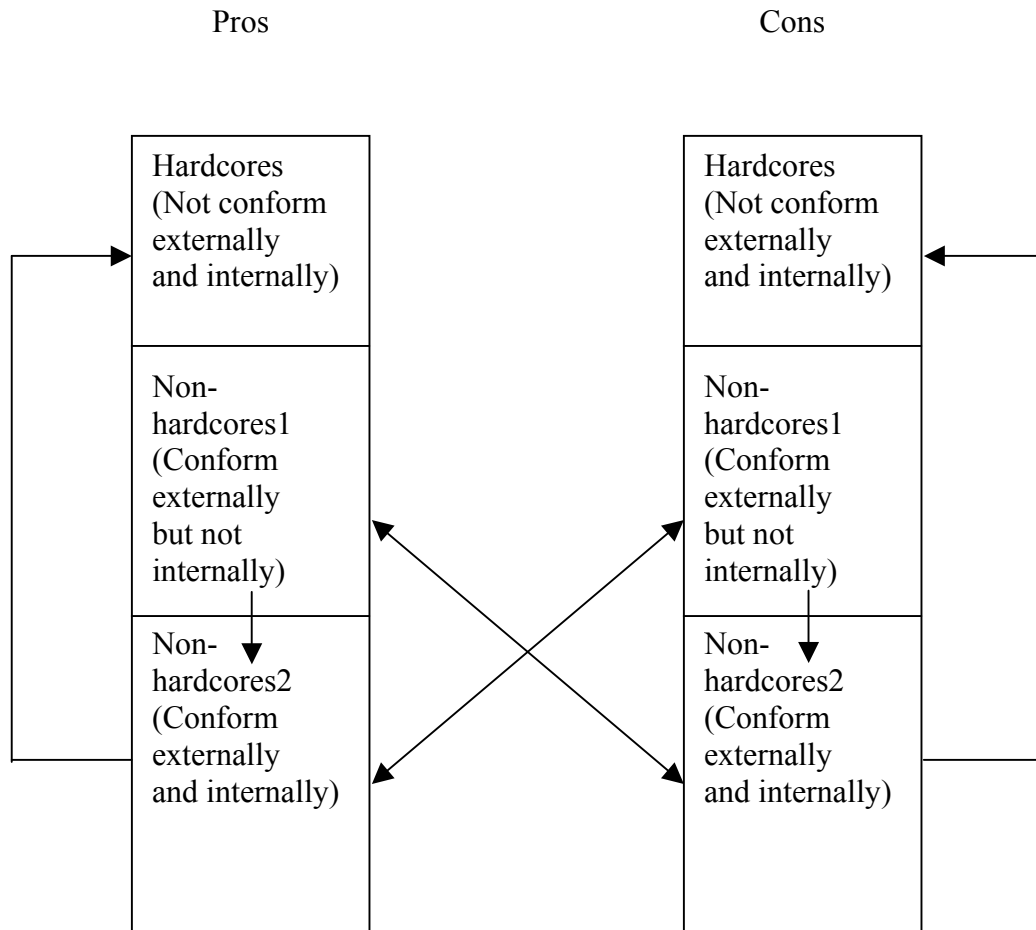 Pros
Cons
Hardcores
(Not conform
externally
and internally)
Non-
hardcores1
(Conform
externally
but not
internally)
Non-
hardcores2
(Conform
externally
and internally)
Hardcores
(Not conform
externally
and internally)
Non-
hardcores1
(Conform
externally
but not
internally)
Non-
hardcores2
(Conform
externally
and internally)